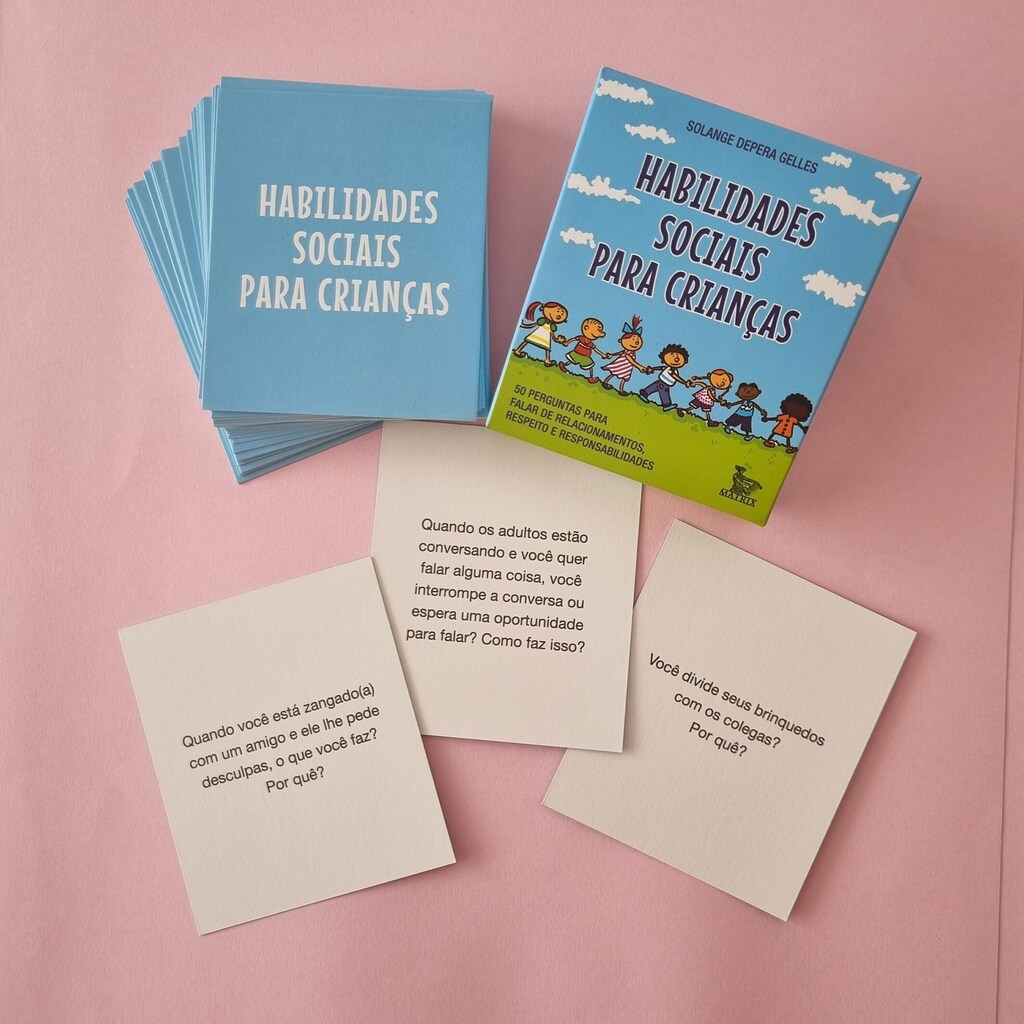 HABILIDADES
SOCIAIS
PARA CRIANÇAS
SOLANGE DEPERA GELLES
HABILIDADES
SOCIAIS
PARA CRIANÇAS
50 PERGUNTAS PARA
FALAR DE RELACIONAMENTOS,
RESPEITO E RESPONSABILIDADES
MATRIX
Quando os adultos estão
conversando e você quer
falar alguma coisa, você
interrompe a conversa ou
espera uma oportunidade
para falar? Como faz isso?
Quando você está zangado(a)
com um amigo e ele lhe pede
desculpas, o que você faz?
Por quê?
Você divide seus brinquedos
com os colegas?
Por quê?